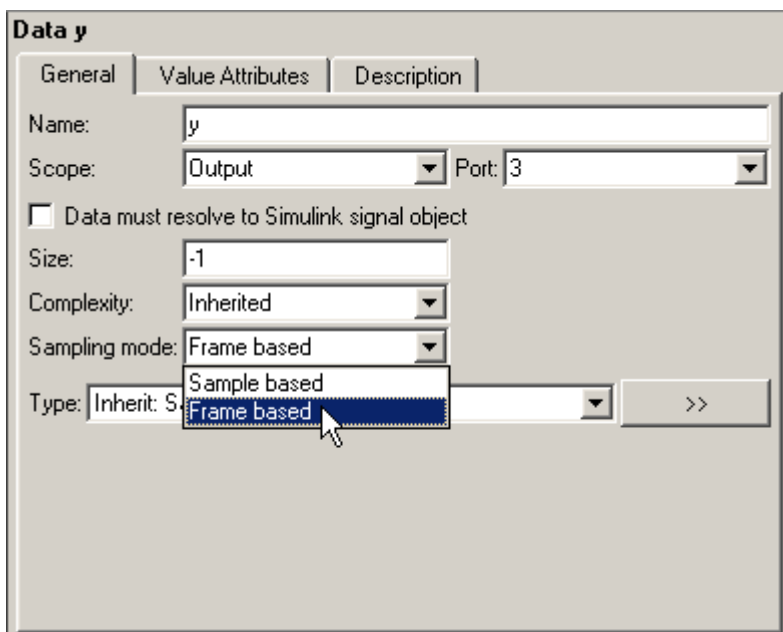 Data y
General Value Attributes Description
Name: y
Scope: Output Port: 3
Data must resolve to Simulink signal object
Size: -1
Complexity: Inherited
Sampling mode: Frame based
Sample based
Type: Inherit: Frame based >>